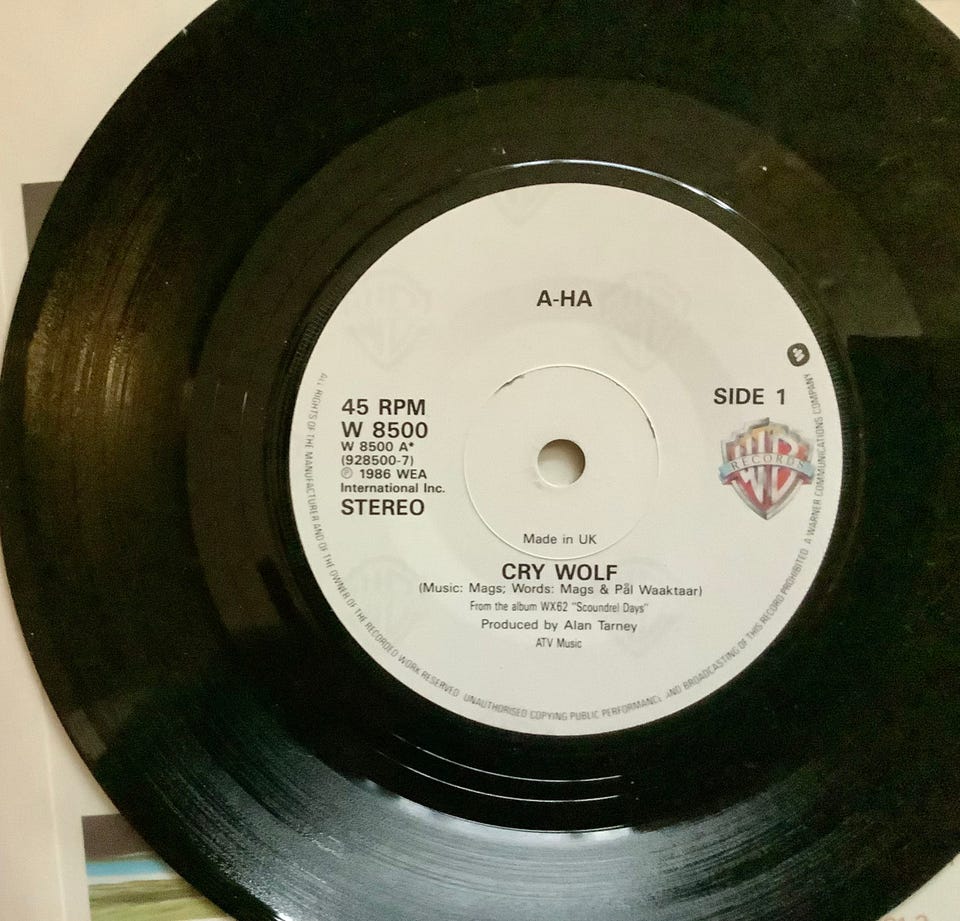 A-HA
45 RPM
W 8500
W 8500 A*
(928500-7)
℗ 1986 WEA
International Inc.
STEREO
SIDE 1
WB
RECORDS
Made in UK
CRY WOLF
(Music: Mags; Words: Mags & Pål Waaktaar)
From the album WX62 "Scoundrel Days"
Produced by Alan Tarney
ATV Music
ALL RIGHTS OF THE MANUFACTURER AND OF THE OWNER OF THE RECORDED WORK RESERVED UNAUTHORISED COPYING PUBLIC PERFORMANCE AND BROADCASTING OF THIS RECORD PROHIBITED A WARNER COMMUNICATIONS COMPANY